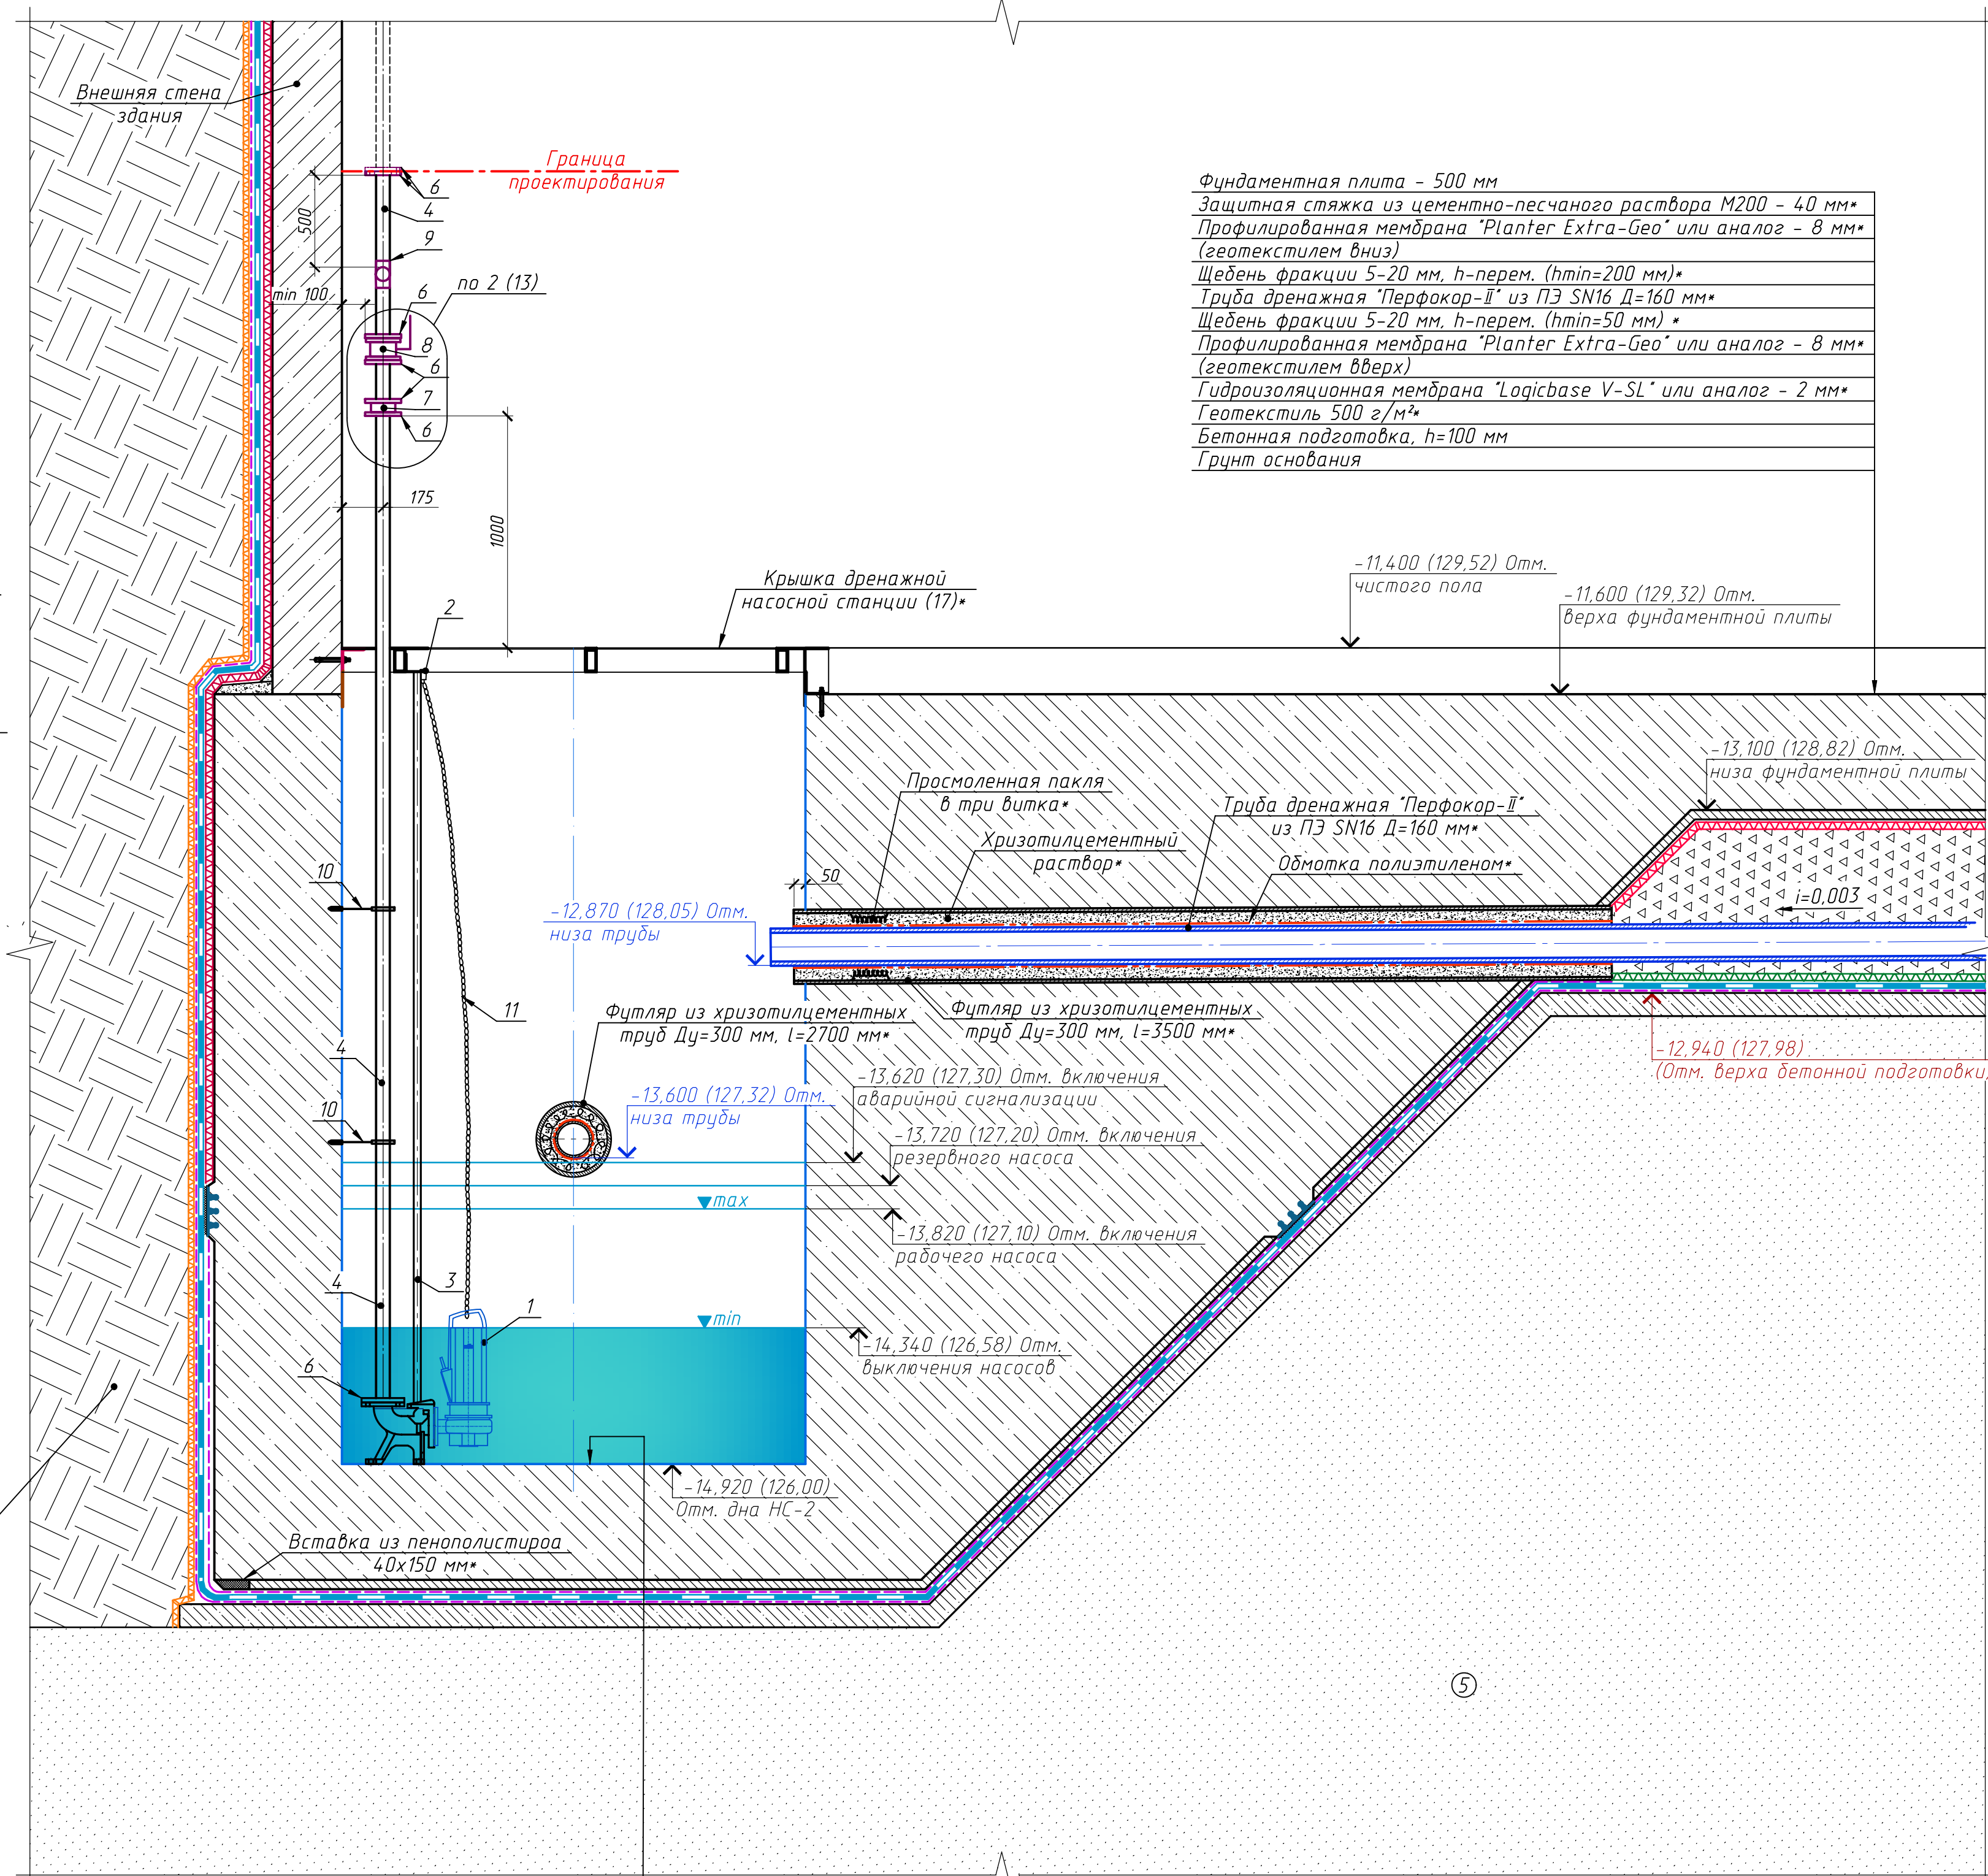 Внешняя стена
здания
Граница
проектирования
6
4
500
9
min 100
6
по 2 (13)
8
6
7
6
175
1000
Фундаментная плита - 500 мм
Защитная стяжка из цементно-песчаного раствора М200 - 40 мм*
Профилированная мембрана "Planter Extra-Geo" или аналог - 8 мм*
(геотекстилем вниз)
Щебень фракции 5-20 мм, h-перем. (hmin=200 мм)*
Труба дренажная "Перфокор-II" из ПЭ SN16 Д=160 мм*
Щебень фракции 5-20 мм, h-перем. (hmin=50 мм) *
Профилированная мембрана "Planter Extra-Geo" или аналог - 8 мм*
(геотекстилем вверх)
Гидроизоляционная мембрана "Logicbase V-SL" или аналог - 2 мм*
Геотекстиль 500 г/м²*
Бетонная подготовка, h=100 мм
Грунт основания
Крышка дренажной
насосной станции (17)*
2
-11,400 (129,52) Отм.
чистого пола
-11,600 (129,32) Отм.
верха фундаментной плиты
-13,100 (128,82) Отм.
низа фундаментной плиты
Просмоленная пакля
в три витка*
Труба дренажная "Перфокор-II"
из ПЭ SN16 Д=160 мм*
Хризотилцементный
раствор*
Обмотка полиэтиленом*
10
50
i=0,003
-12,870 (128,05) Отм.
низа трубы
11
Футляр из хризотилцементных
труб Ду=300 мм, l=2700 мм*
Футляр из хризотилцементных
труб Ду=300 мм, l=3500 мм*
4
-12,940 (127,98)
(Отм. верха бетонной подготовки)
-13,620 (127,30) Отм. включения
аварийной сигнализации
-13,600 (127,32) Отм.
низа трубы
10
-13,720 (127,20) Отм. включения
резервного насоса
max
-13,820 (127,10) Отм. включения
рабочего насоса
4
3
1
min
-14,340 (126,58) Отм.
выключения насосов
6
-14,920 (126,00)
Отм. дна НС-2
Вставка из пенополистироа
40х150 мм*
5